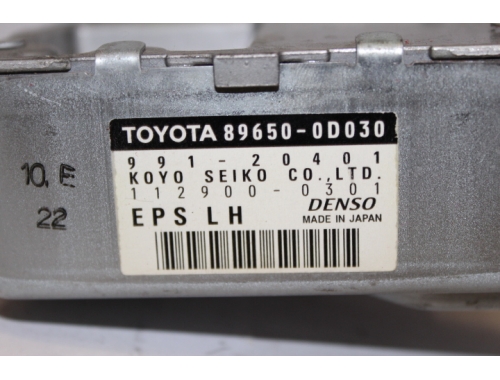 TOYOTA 89650-0D030
991-20401
KOYO SEIKO CO.,LTD.
112900-0301
DENSO
EPS LH
MADE IN JAPAN
10, E
22